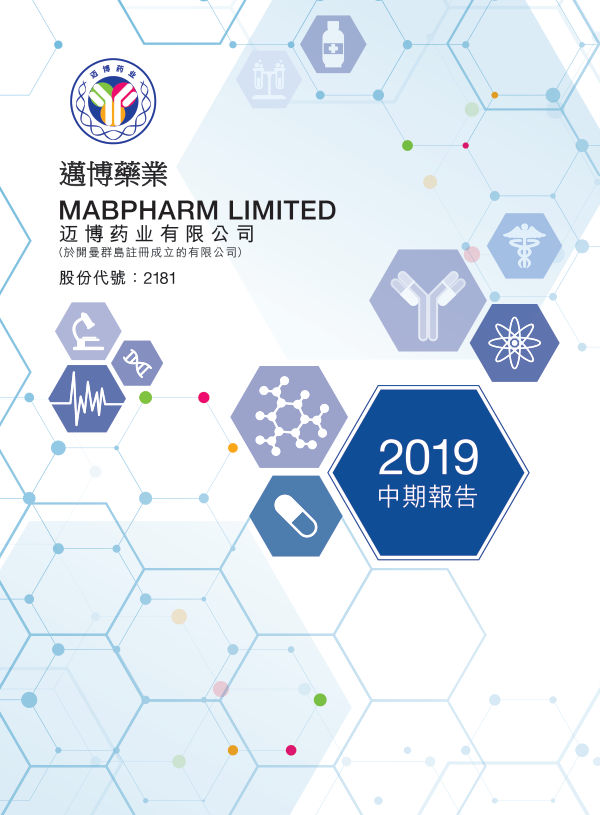 迈博药业
邁博藥業
MABPHARM LIMITED
迈博药业有限公司
(於開曼群島註冊成立的有限公司)
股份代號：2181
2019
中期報告